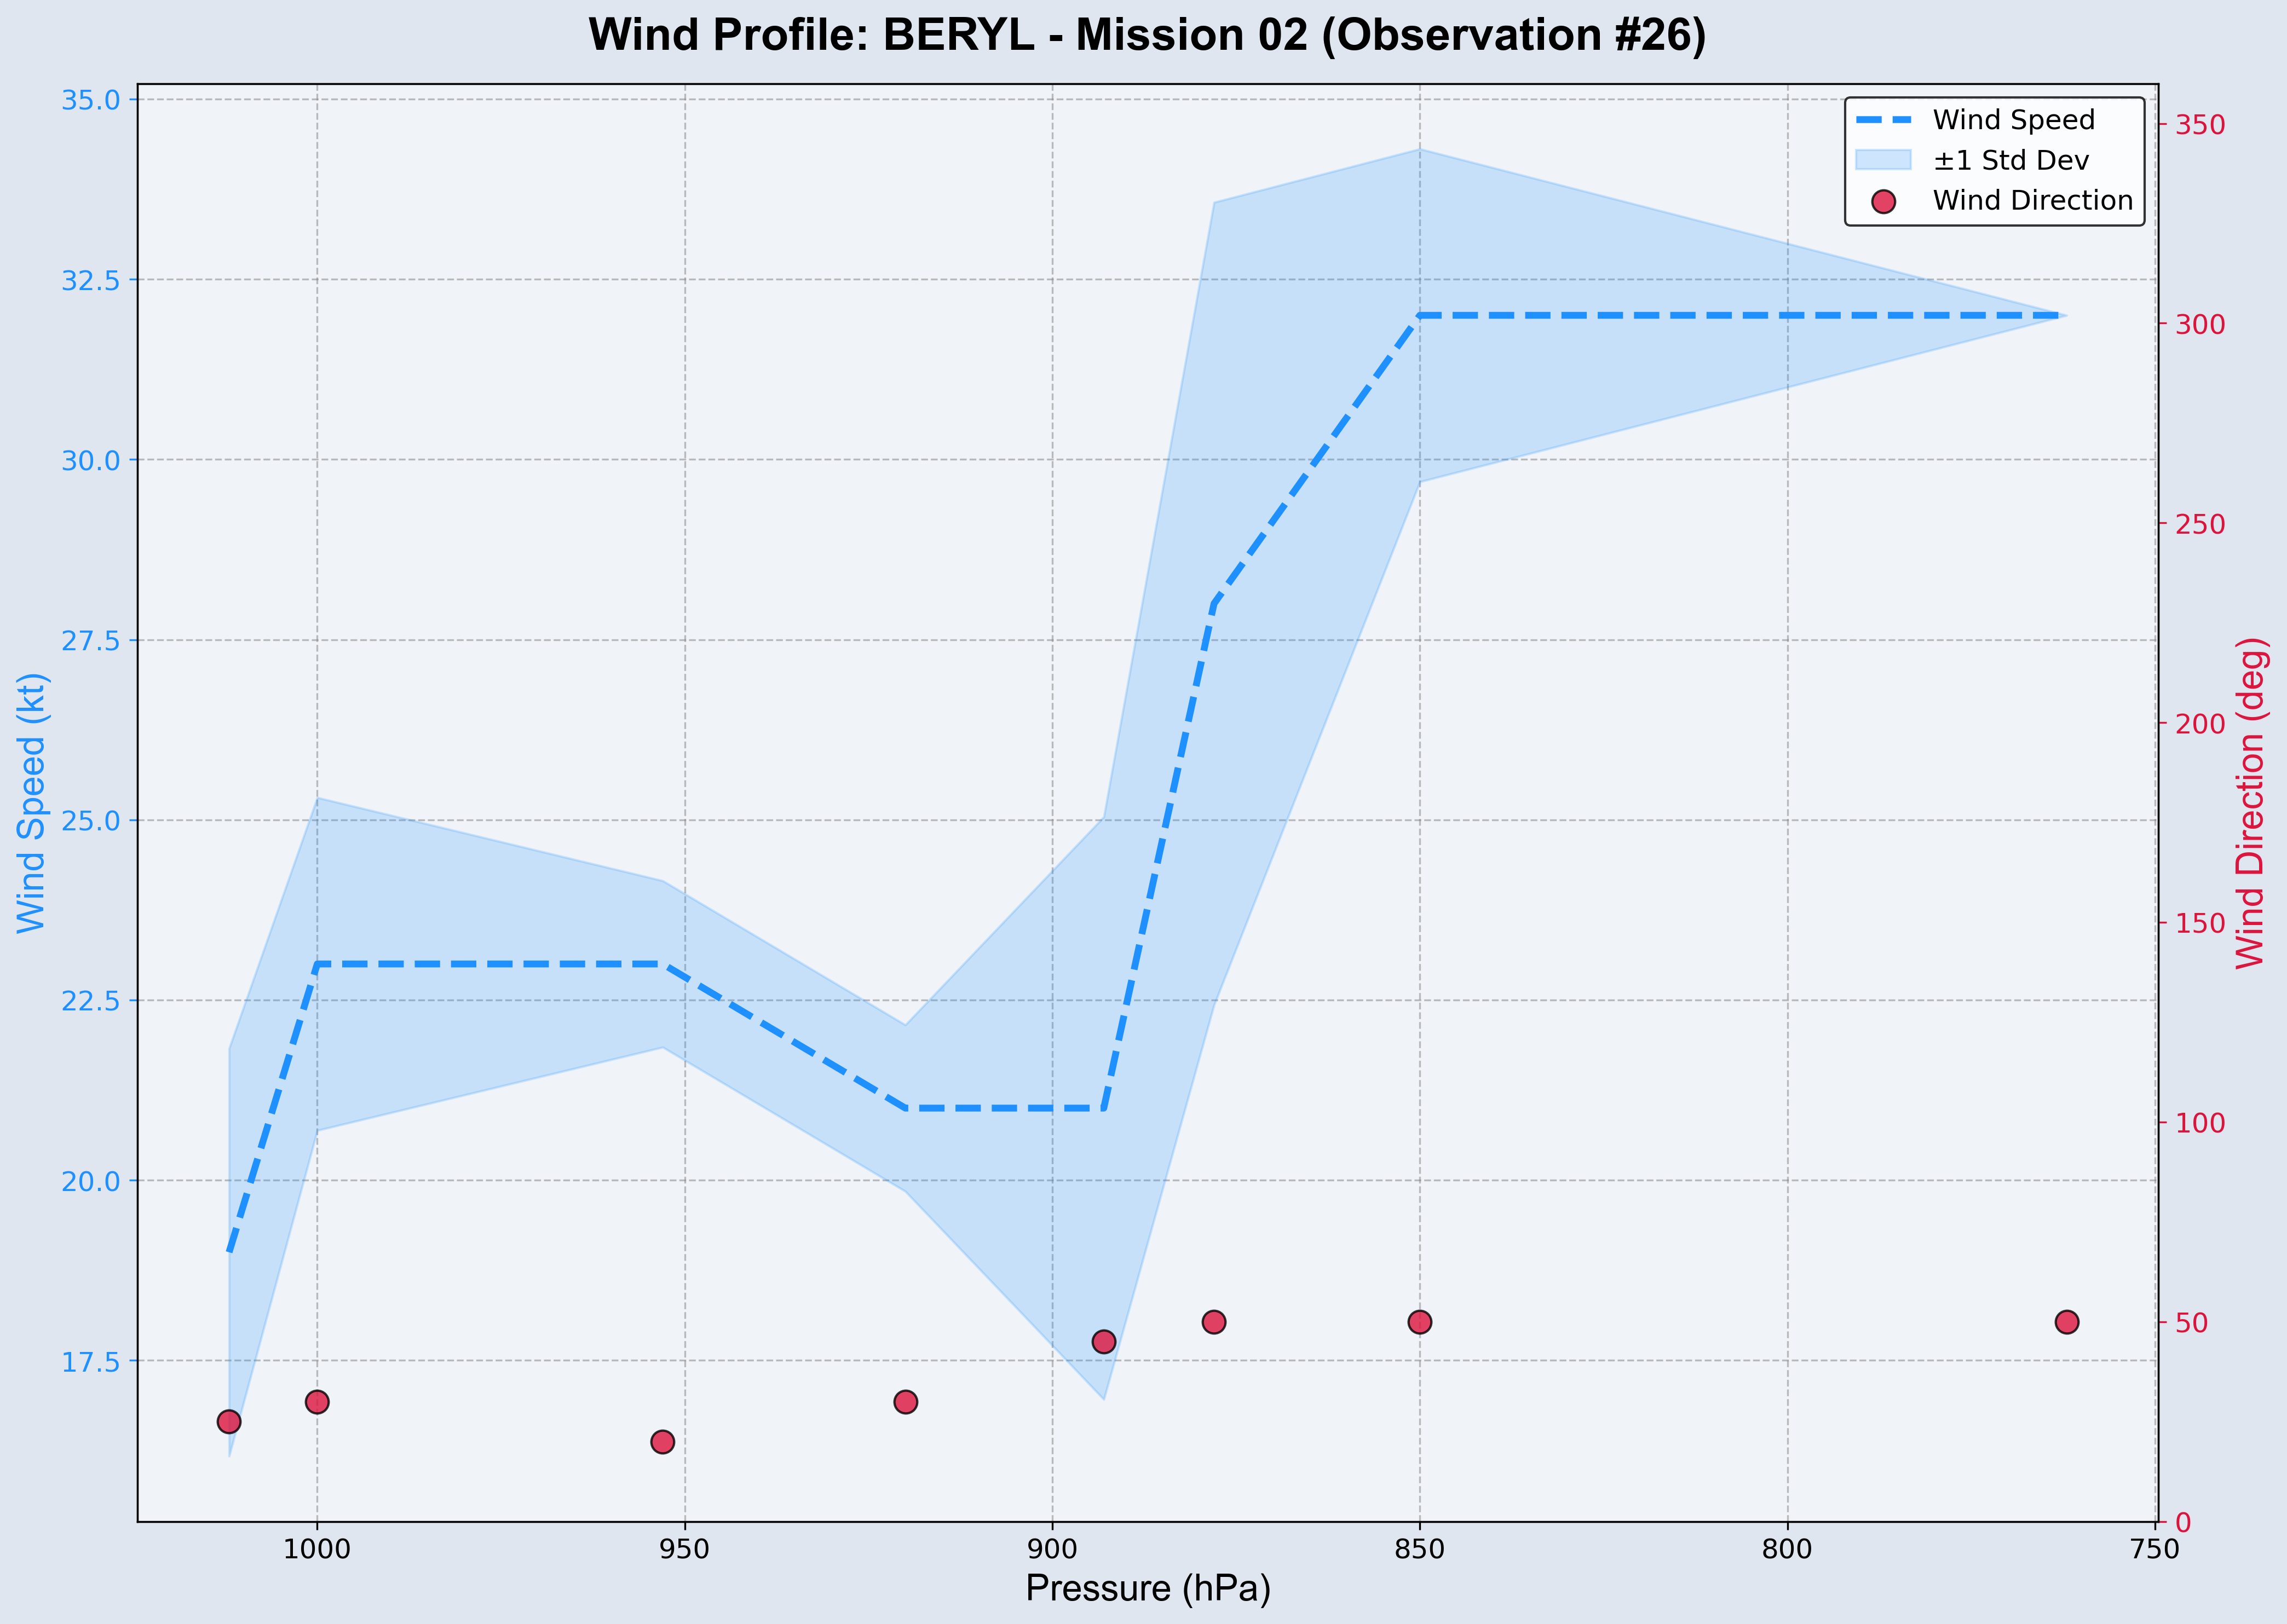 Wind Profile: BERYL - Mission 02 (Observation #26)
Wind Speed
±1 Std Dev
Wind Direction
Wind Speed (kt)
35.0
32.5
30.0
27.5
25.0
22.5
20.0
17.5
350
300
250
200
150
100
50
0
Wind Direction (deg)
1000 950 900 850 800 750
Pressure (hPa)